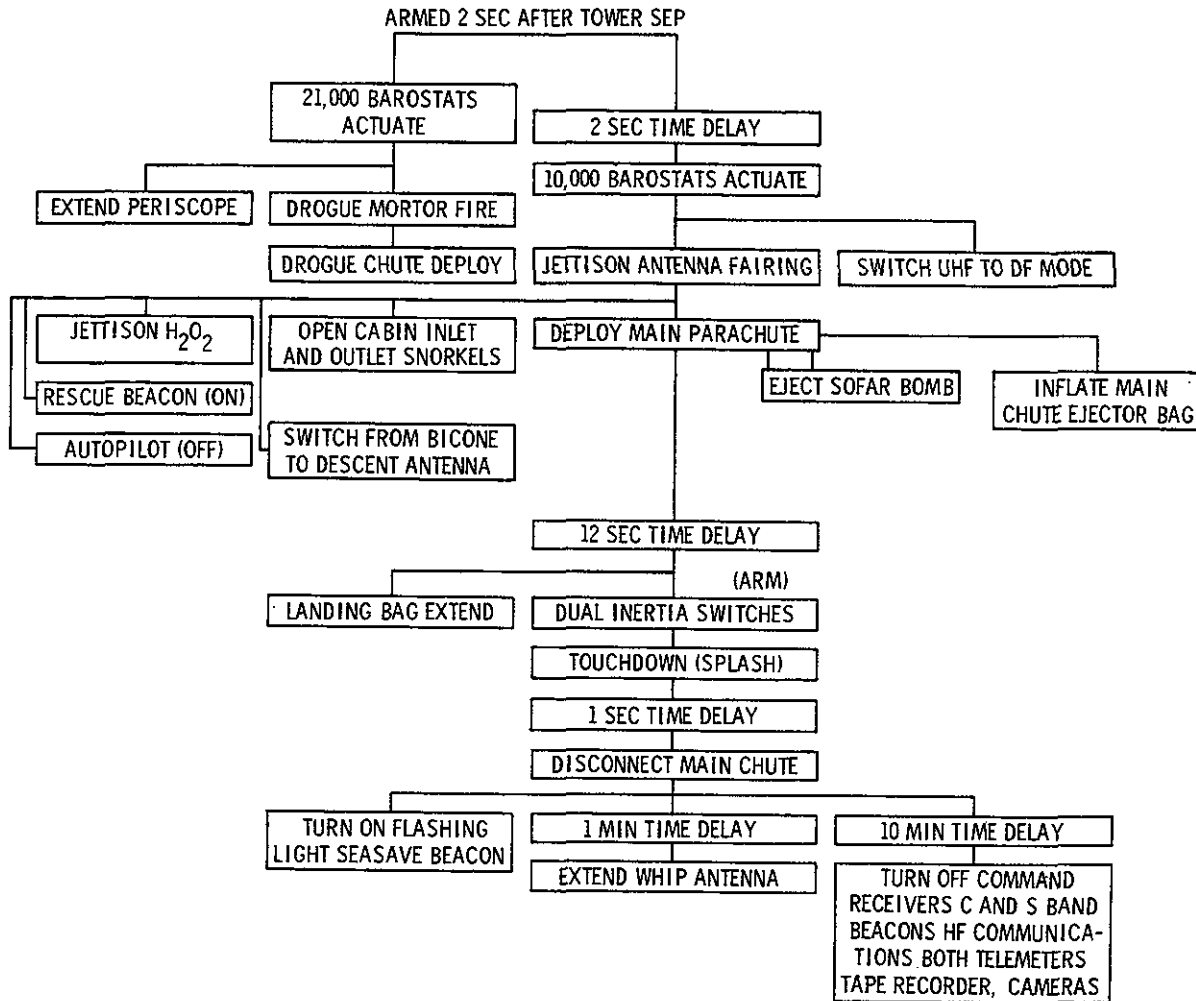 ARMED 2 SEC AFTER TOWER SEP
21,000 BAROSTATS
ACTUATE
2 SEC TIME DELAY
10,000 BAROSTATS ACTUATE
EXTEND PERISCOPE
DROGUE MORTOR FIRE
DROGUE CHUTE DEPLOY
JETTISON ANTENNA FAIRING
SWITCH UHF TO DF MODE
JETTISON H2O2
OPEN CABIN INLET
AND OUTLET SNORKELS
DEPLOY MAIN PARACHUTE
EJECT SOFAR BOMB
INFLATE MAIN
CHUTE EJECTOR BAG
RESCUE BEACON (ON)
AUTOPILOT (OFF)
SWITCH FROM BICONE
TO DESCENT ANTENNA
12 SEC TIME DELAY
(ARM)
LANDING BAG EXTEND
DUAL INERTIA SWITCHES
TOUCHDOWN (SPLASH)
1 SEC TIME DELAY
DISCONNECT MAIN CHUTE
TURN ON FLASHING
LIGHT SEASAVE BEACON
1 MIN TIME DELAY
EXTEND WHIP ANTENNA
10 MIN TIME DELAY
TURN OFF COMMAND
RECEIVERS C AND S BAND
BEACONS HF COMMUNICA-
TIONS BOTH TELEMETERS
TAPE RECORDER, CAMERAS